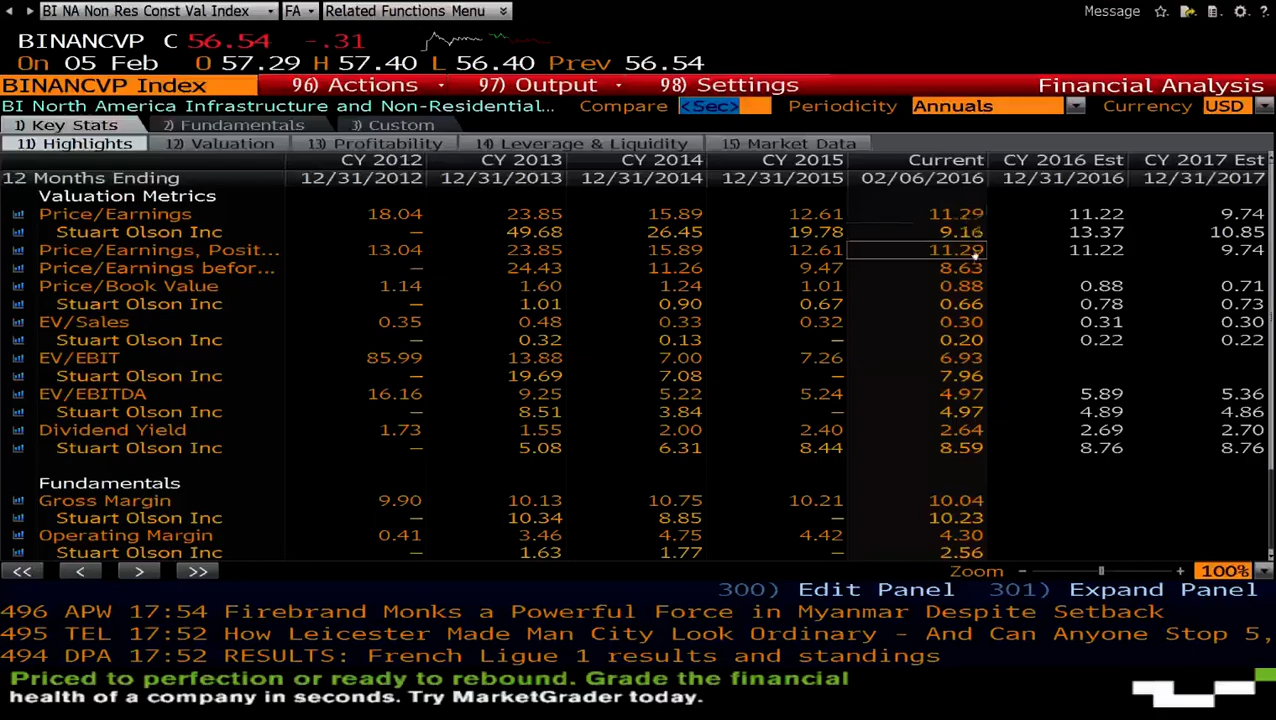 BI NA Non Res Const Val Index FA Related Functions Menu Message
BINANCVP C 56.54 -.31
On 05 Feb O 57.29 H 57.40 L 56.40 Prev 56.54
BINANCVP Index 96) Actions 97) Output 98) Settings Financial Analysis
BI North America Infrastructure and Non-Residential... Compare <Sec> Periodicity Annuals Currency USD
1) Key Stats 2) Fundamentals 3) Custom
11) Highlights 12) Valuation 13) Profitability 14) Leverage & Liquidity 15) Market Data
CY 2012 CY 2013 CY 2014 CY 2015 Current CY 2016 Est CY 2017 Est
12 Months Ending 12/31/2012 12/31/2013 12/31/2014 12/31/2015 02/06/2016 12/31/2016 12/31/2017
Valuation Metrics
Price/Earnings 18.04 23.85 15.89 12.61 11.29 11.22 9.74
Stuart Olson Inc — 49.68 26.45 19.78 9.16 13.37 10.85
Price/Earnings, Posit... 13.04 23.85 15.89 12.61 11.29 11.22 9.74
Price/Earnings befor... — 24.43 11.26 9.47 8.63
Price/Book Value 1.14 1.60 1.24 1.01 0.88 0.88 0.71
Stuart Olson Inc — 1.01 0.90 0.67 0.66 0.78 0.73
EV/Sales 0.35 0.48 0.33 0.32 0.30 0.31 0.30
Stuart Olson Inc — 0.32 0.13 — 0.20 0.22 0.22
EV/EBIT 85.99 13.88 7.00 7.26 6.93
Stuart Olson Inc — 19.69 7.08 — 7.96
EV/EBITDA 16.16 9.25 5.22 5.24 4.97 5.89 5.36
Stuart Olson Inc — 8.51 3.84 — 4.97 4.89 4.86
Dividend Yield 1.73 1.55 2.00 2.40 2.64 2.69 2.70
Stuart Olson Inc — 5.08 6.31 8.44 8.59 8.76 8.76
Fundamentals
Gross Margin 9.90 10.13 10.75 10.21 10.04
Stuart Olson Inc — 10.34 8.85 — 10.23
Operating Margin 0.41 3.46 4.75 4.42 4.30
Stuart Olson Inc — 1.63 1.77 — 2.56
<< < > >> Zoom - + 100%
300) Edit Panel 301) Expand Panel
496 APW 17:54 Firebrand Monks a Powerful Force in Myanmar Despite Setback
495 TEL 17:52 How Leicester Made Man City Look Ordinary - And Can Anyone Stop 5,
494 DPA 17:52 RESULTS: French Ligue 1 results and standings
Priced to perfection or ready to rebound. Grade the financial
health of a company in seconds. Try MarketGrader today.